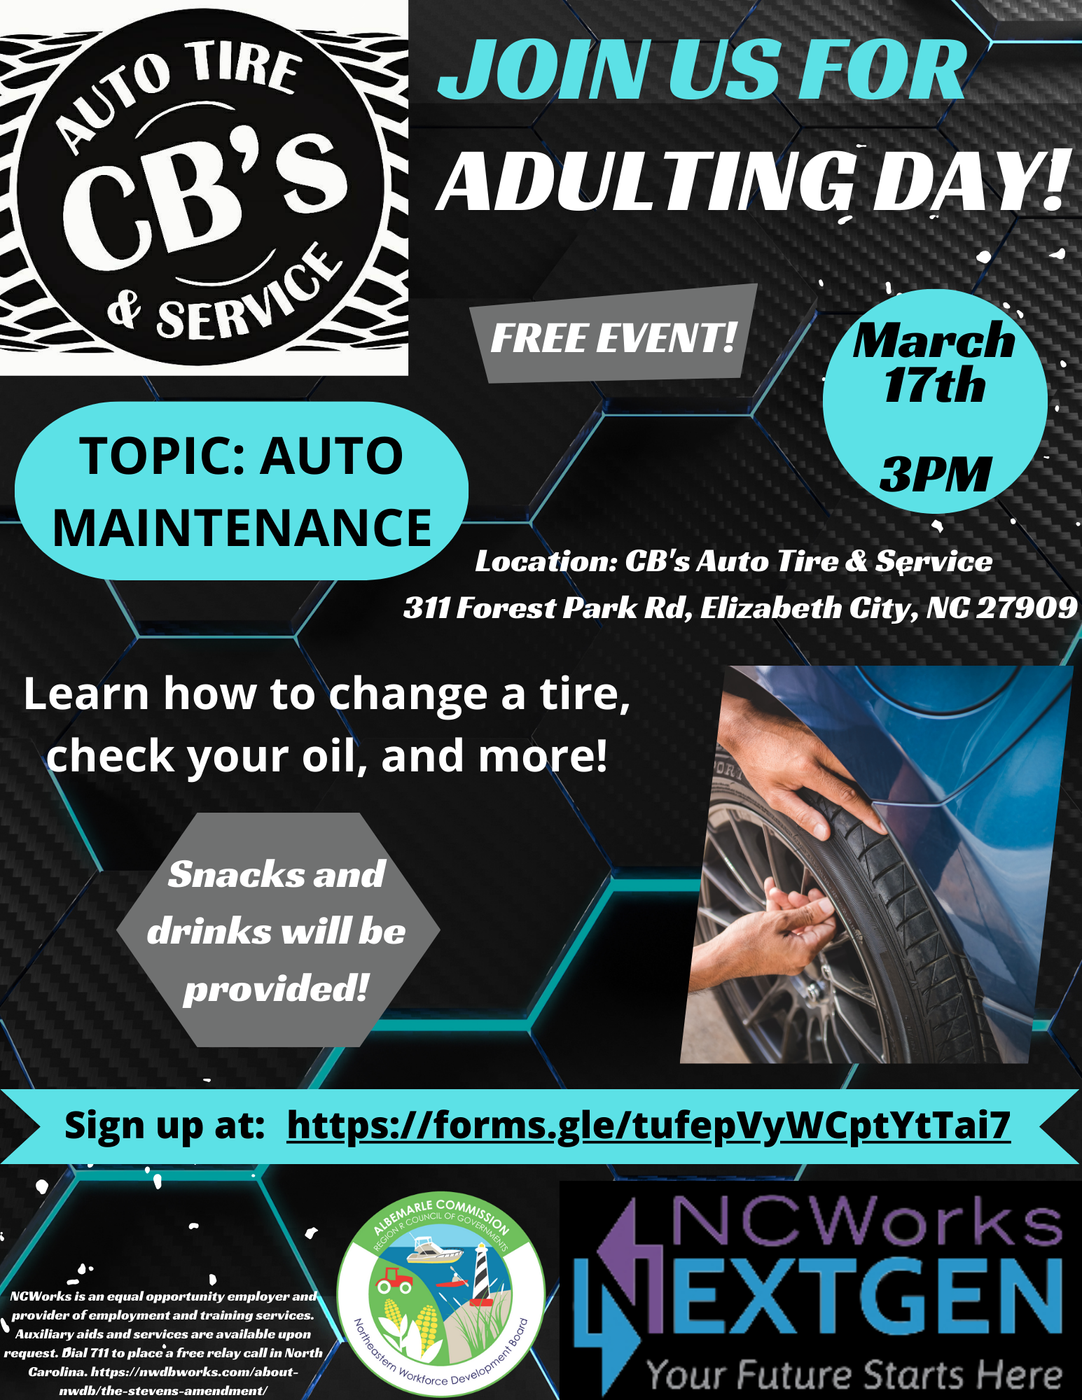 AUTO TIRE
CB's
& SERVICE
JOIN US FOR
ADULTING DAY!
FREE EVENT!
March
17th
3PM
TOPIC: AUTO
MAINTENANCE
Location: CB's Auto Tire & Service
311 Forest Park Rd, Elizabeth City, NC 27909
Learn how to change a tire,
check your oil, and more!
Snacks and
drinks will be
provided!
Sign up at: https://forms.gle/tufepVyWCptYtTai7
NCWorks is an equal opportunity employer and
provider of employment and training services.
Auxiliary aids and services are available upon
request. Dial 711 to place a free relay call in North
Carolina. https://nwdbworks.com/about-
nwdb/the-stevens-amendment/
ALBEMARLE COMMISSION
REGION R COUNCIL OF GOVERNMENTS
Northeastern Workforce Development Board
NCWorks
NEXTGEN
Your Future Starts Here